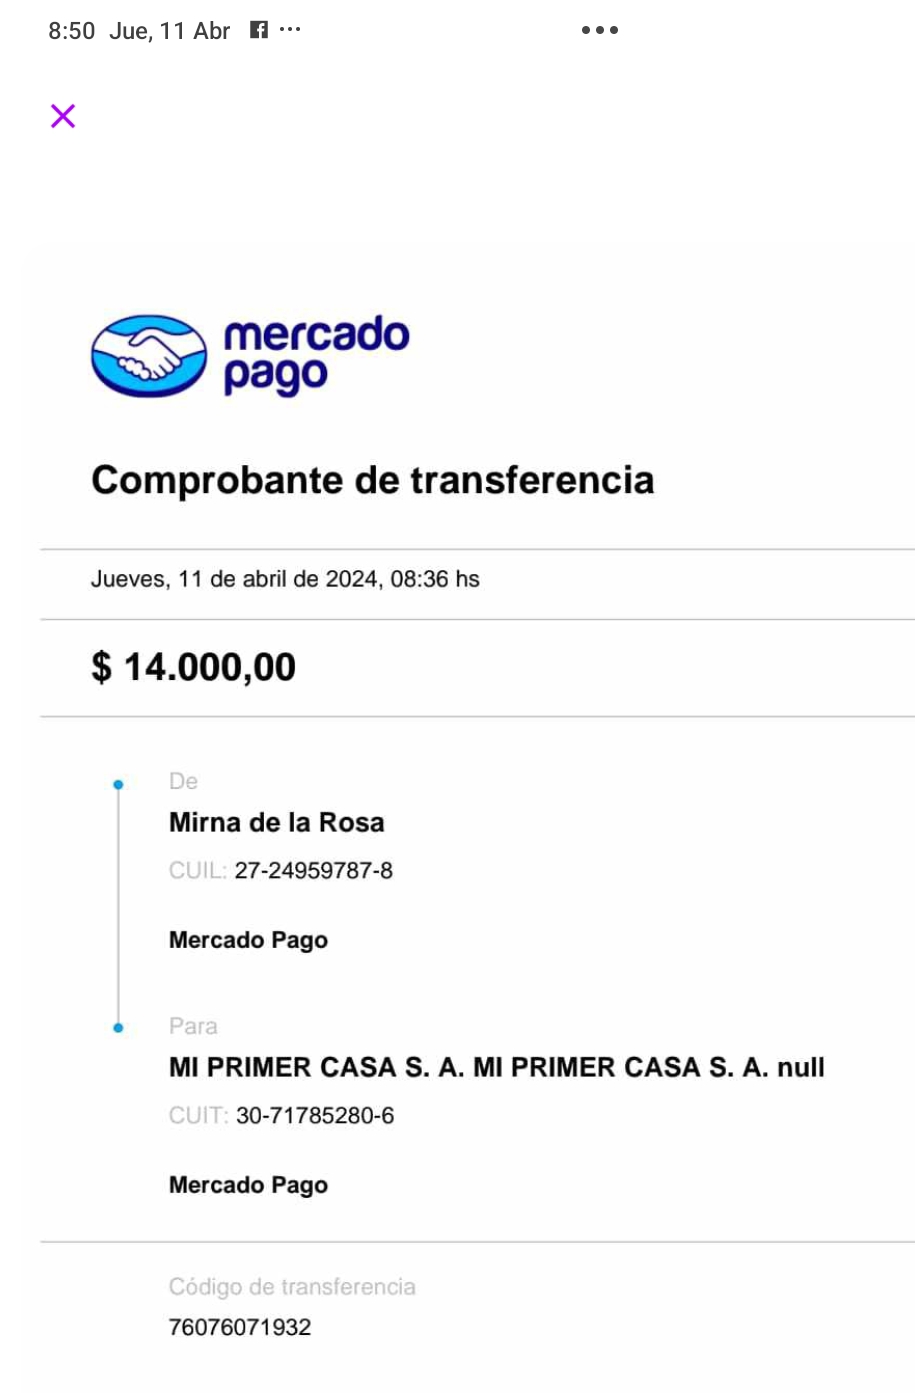 8:50 Jue, 11 Abr
mercado
pago
Comprobante de transferencia
Jueves, 11 de abril de 2024, 08:36 hs
$ 14.000,00
De
Mirna de la Rosa
CUIL: 27-24959787-8
Mercado Pago
Para
MI PRIMER CASA S. A. MI PRIMER CASA S. A. null
CUIT: 30-71785280-6
Mercado Pago
Código de transferencia
76076071932